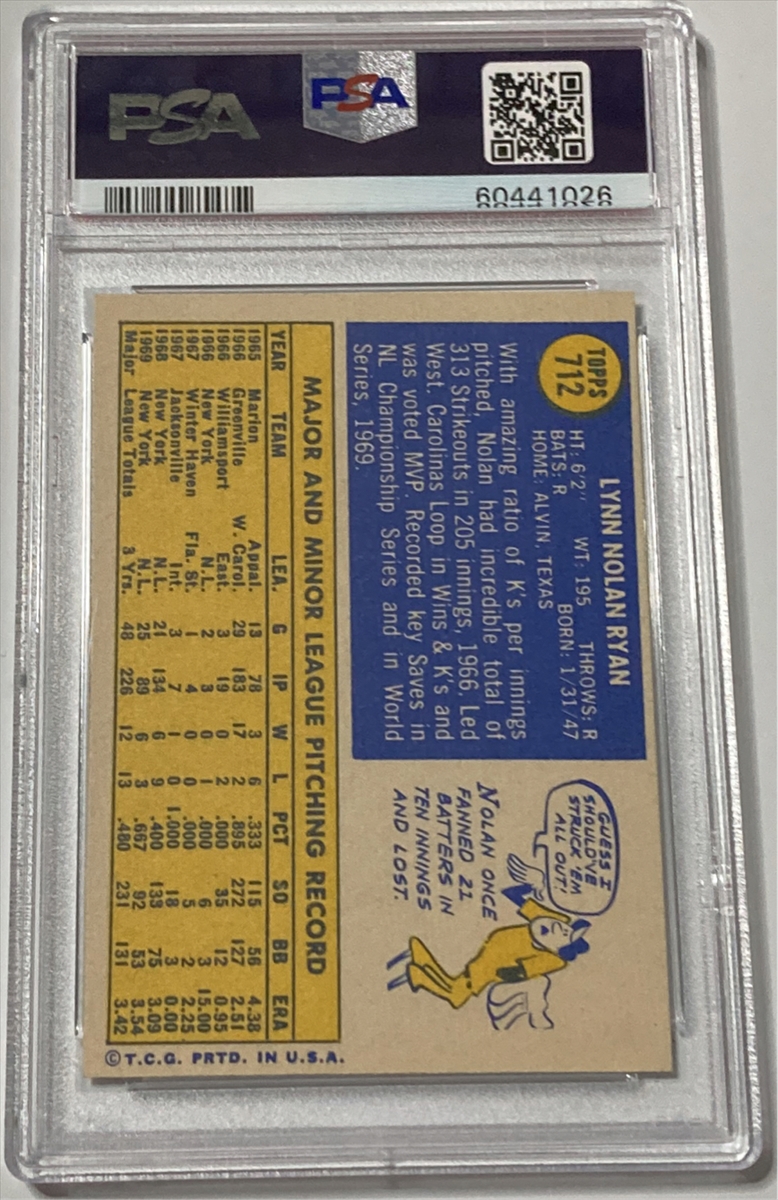 PSA
PSA
60441026
TOPPS
712
LYNN NOLAN RYAN
HT: 6'2" WT: 195 THROWS: R
BATS: R BORN: 1/31/47
HOME: ALVIN, TEXAS
With amazing ratio of K's per innings
pitched, Nolan had incredible total of
313 Strikeouts in 205 innings, 1966. Led
West. Carolinas Loop in Wins & K's and
was voted MVP. Recorded key Saves in
NL Championship Series and in World
Series, 1969.
GUESS I
SHOULD'VE
STRUCK 'EM
ALL OUT!
NOLAN ONCE
FANNED 21
BATTERS IN
TEN INNINGS
AND LOST.
MAJOR AND MINOR LEAGUE PITCHING RECORD
YEAR TEAM LEA. G IP W L PCT SO BB ERA
1965 Marion Appal. 13 78 3 6 .333 115 56 4.38
1966 Greenville W. Carol. 29 183 17 2 .895 272 127 2.51
1966 Williamsport East. 3 19 0 2 .000 35 12 0.95
1966 New York N.L. 2 3 0 1 .000 6 3 15.00
1967 Winter Haven Fla. St. 1 4 0 0 .000 5 2 2.25
1967 Jacksonville Int. 3 7 1 0 1.000 18 3 0.00
1968 New York N.L. 21 134 6 9 .400 133 75 3.09
1969 New York N.L. 25 89 6 3 .667 92 53 3.54
Major League Totals 3 Yrs. 48 226 12 13 .480 231 131 3.42
© T.C.G. PRTD. IN U.S.A.